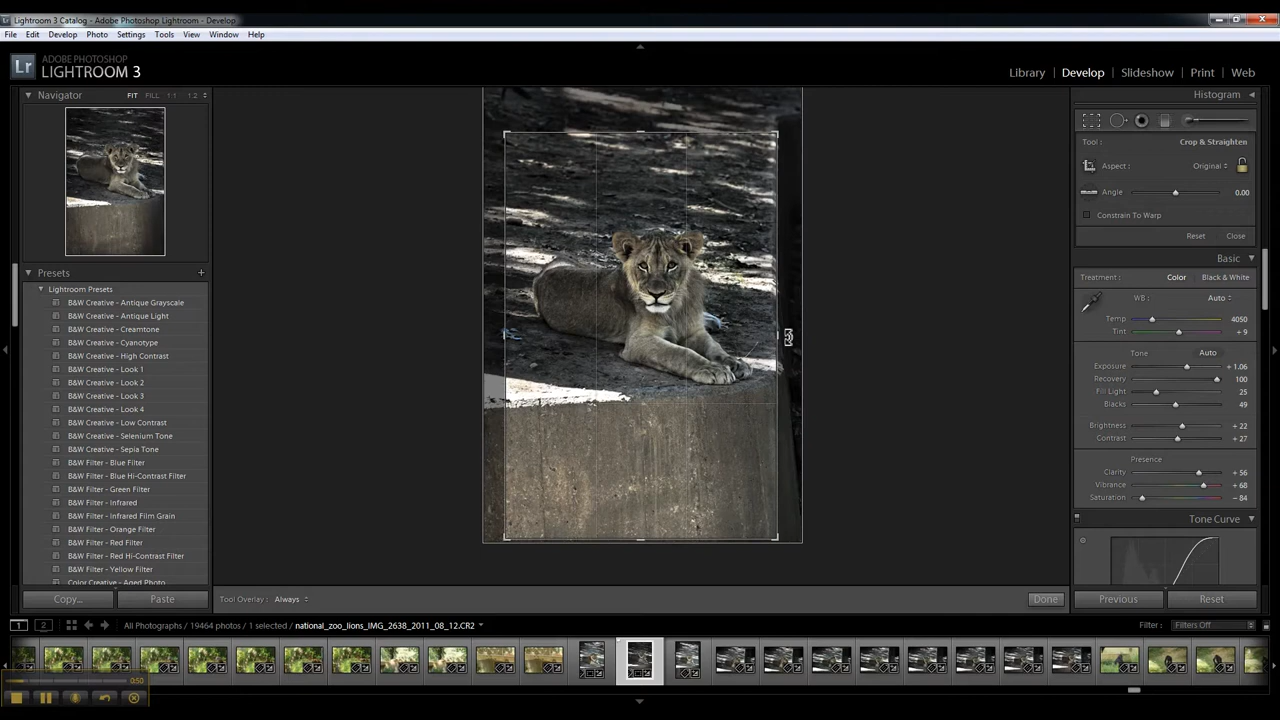 Lightroom 3 Catalog - Adobe Photoshop Lightroom - Develop
File Edit Develop Photo Settings Tools View Window Help
Lr ADOBE PHOTOSHOP
LIGHTROOM 3
Library | Develop | Slideshow | Print | Web
Navigator FIT FILL 1:1 1:2
Presets +
Lightroom Presets
B&W Creative - Antique Grayscale
B&W Creative - Antique Light
B&W Creative - Creamtone
B&W Creative - Cyanotype
B&W Creative - High Contrast
B&W Creative - Look 1
B&W Creative - Look 2
B&W Creative - Look 3
B&W Creative - Look 4
B&W Creative - Low Contrast
B&W Creative - Selenium Tone
B&W Creative - Sepia Tone
B&W Filter - Blue Filter
B&W Filter - Blue Hi-Contrast Filter
B&W Filter - Green Filter
B&W Filter - Infrared
B&W Filter - Infrared Film Grain
B&W Filter - Orange Filter
B&W Filter - Red Filter
B&W Filter - Red Hi-Contrast Filter
B&W Filter - Yellow Filter
Color Creative - Aged Photo
Copy... Paste
Histogram
Tool : Crop & Straighten
Aspect : Original
Angle 0.00
Constrain To Warp
Reset Close
Basic
Treatment : Color | Black & White
WB : Auto
Temp 4050
Tint + 9
Tone Auto
Exposure + 1.06
Recovery 100
Fill Light 25
Blacks 49
Brightness + 22
Contrast + 27
Presence
Clarity + 56
Vibrance + 68
Saturation - 84
Tone Curve
Previous Reset
Tool Overlay : Always Done
1 2 All Photographs / 19464 photos / 1 selected / national_zoo_lions_IMG_2638_2011_08_12.CR2 Filter : Filters Off
0:50